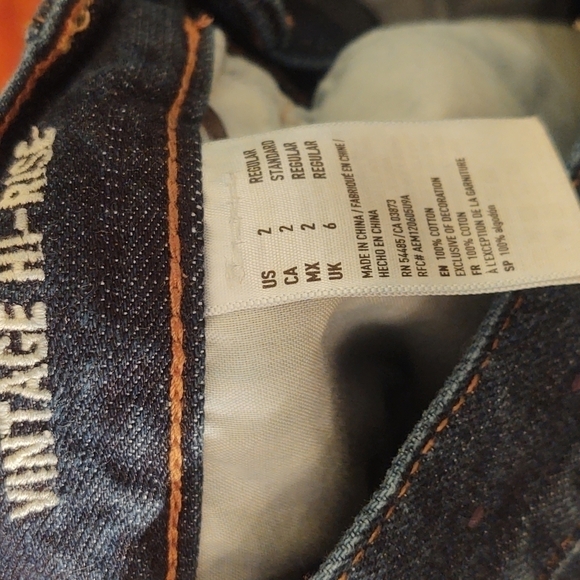 VINTAGE HI-RISE
US 2 REGULAR
CA 2 STANDARD
MX 2 REGULAR
UK 6 REGULAR
MADE IN CHINA / FABRIQUÉ EN CHINE /
HECHO EN CHINA
RN 54485/CA 03073
RFC# AEM12060509A
EN 100% COTTON
EXCLUSIVE OF DECORATION
FR 100% COTON
À L'EXCEPTION DE LA GARNITURE
SP 100% algodón